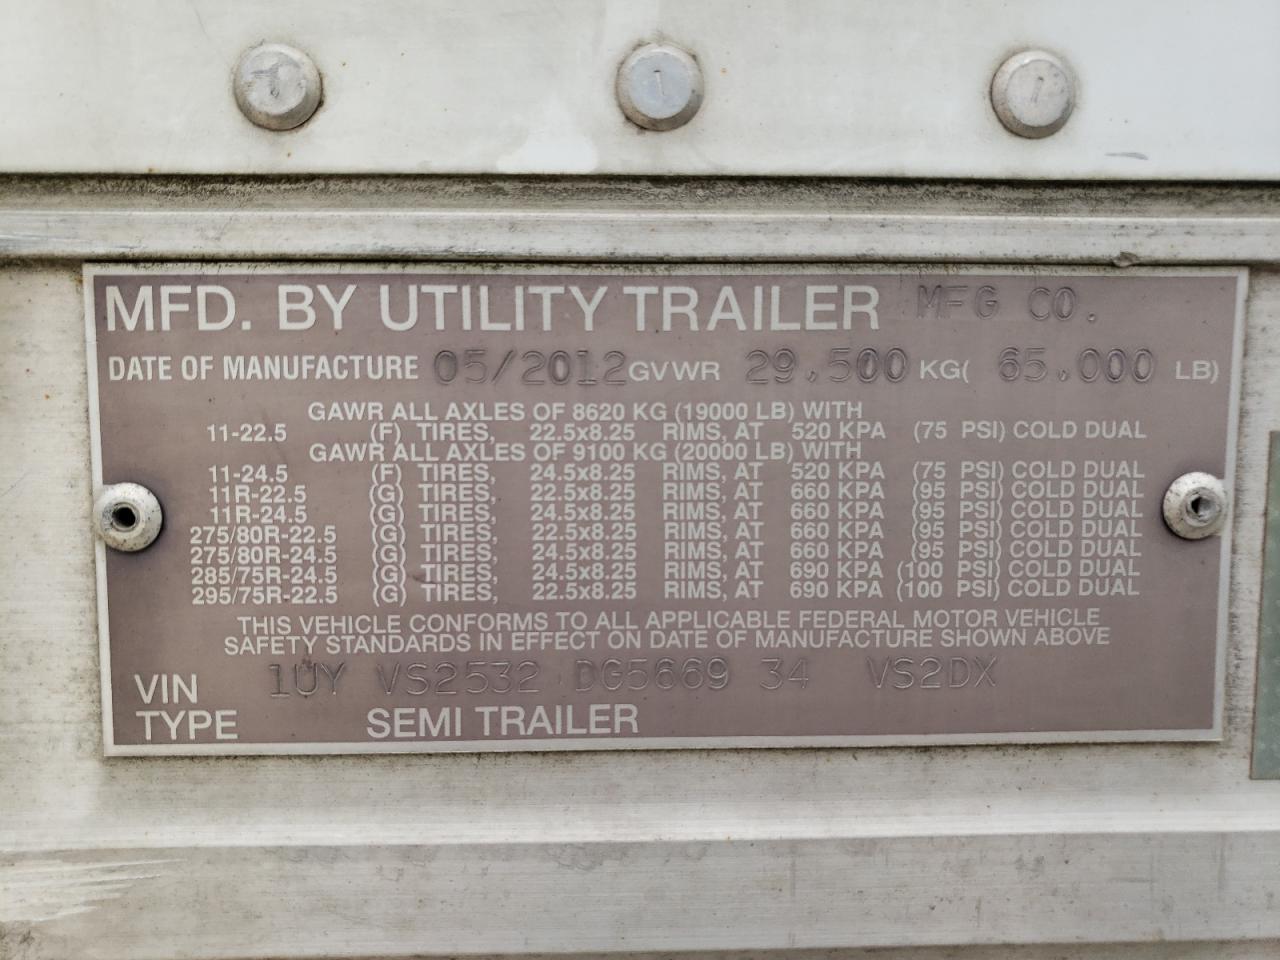 MFD. BY UTILITY TRAILER MFG CO.
DATE OF MANUFACTURE 05/2012 GVWR 29,500 KG( 65,000 LB)
GAWR ALL AXLES OF 8620 KG (19000 LB) WITH
11-22.5 (F) TIRES, 22.5x8.25 RIMS, AT 520 KPA (75 PSI) COLD DUAL
GAWR ALL AXLES OF 9100 KG (20000 LB) WITH
11-24.5 (F) TIRES, 24.5x8.25 RIMS, AT 520 KPA (75 PSI) COLD DUAL
11R-22.5 (G) TIRES, 22.5x8.25 RIMS, AT 660 KPA (95 PSI) COLD DUAL
11R-24.5 (G) TIRES, 24.5x8.25 RIMS, AT 660 KPA (95 PSI) COLD DUAL
275/80R-22.5 (G) TIRES, 22.5x8.25 RIMS, AT 660 KPA (95 PSI) COLD DUAL
275/80R-24.5 (G) TIRES, 24.5x8.25 RIMS, AT 660 KPA (95 PSI) COLD DUAL
285/75R-24.5 (G) TIRES, 24.5x8.25 RIMS, AT 690 KPA (100 PSI) COLD DUAL
295/75R-22.5 (G) TIRES, 22.5x8.25 RIMS, AT 690 KPA (100 PSI) COLD DUAL
THIS VEHICLE CONFORMS TO ALL APPLICABLE FEDERAL MOTOR VEHICLE
SAFETY STANDARDS IN EFFECT ON DATE OF MANUFACTURE SHOWN ABOVE
VIN 1UY VS2532 DG5669 34 VS2DX
TYPE SEMI TRAILER